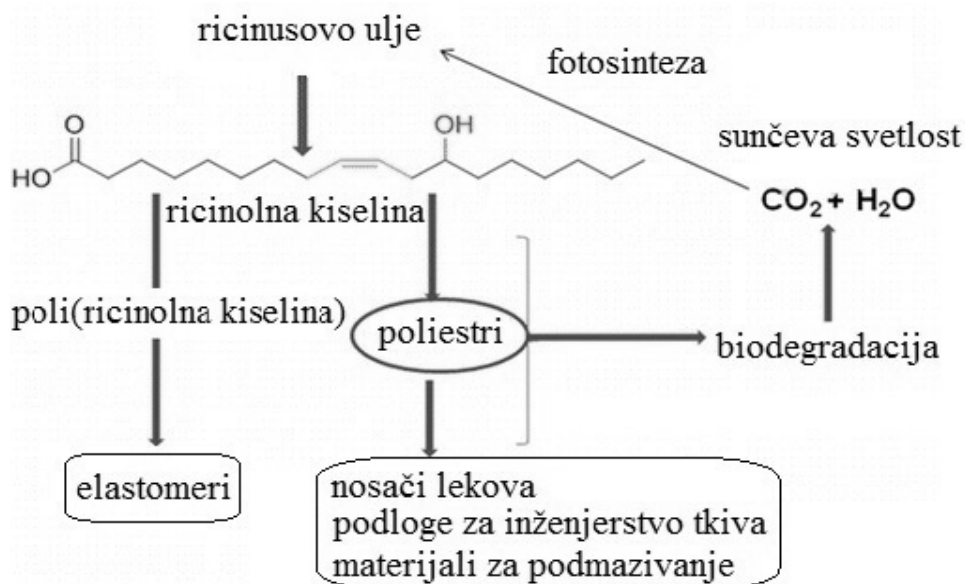 ricinusovo ulje
fotosinteza
sunčeva svetlost
O
OH
HO
CO₂ + H₂O
ricinolna kiselina
poli(ricinolna kiselina)
poliestri
biodegradacija
elastomeri
nosači lekova
podloge za inženjerstvo tkiva
materijali za podmazivanje